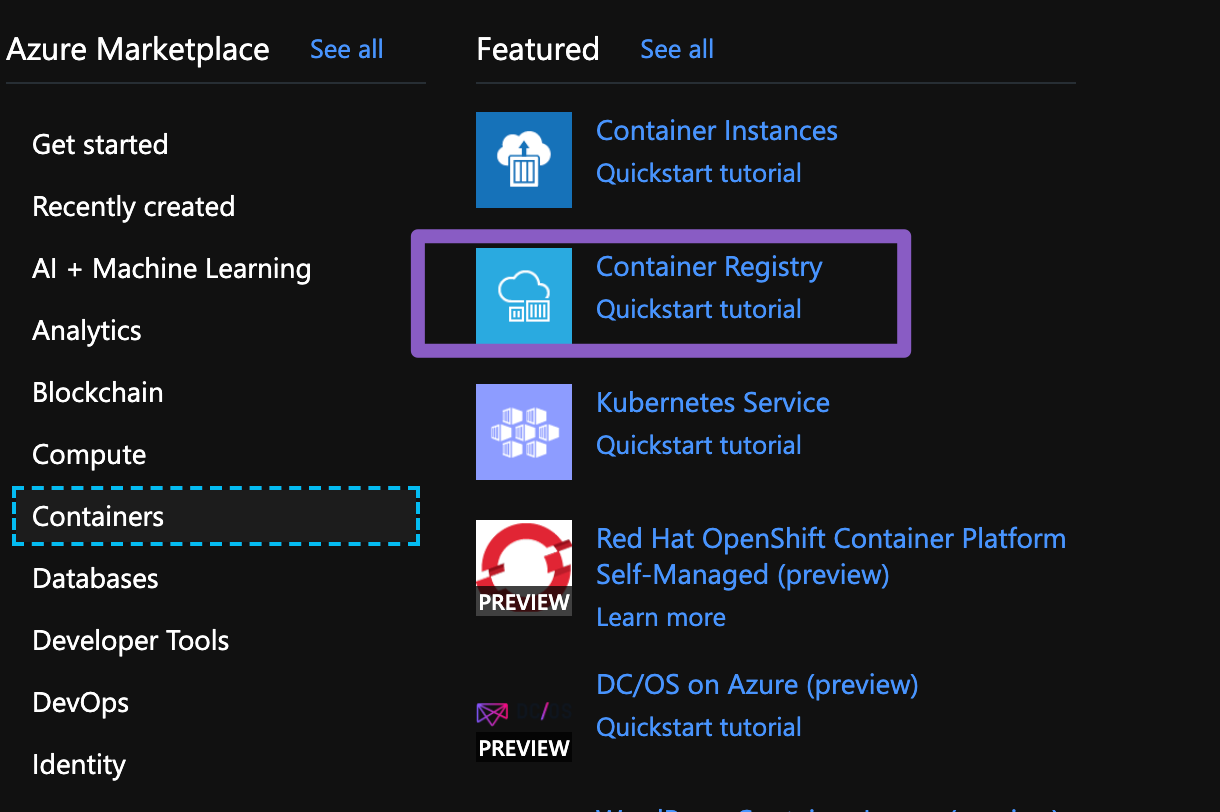 Azure Marketplace See all
Get started
Recently created
AI + Machine Learning
Analytics
Blockchain
Compute
Containers
Databases
Developer Tools
DevOps
Identity
Featured See all
Container Instances
Quickstart tutorial
Container Registry
Quickstart tutorial
Kubernetes Service
Quickstart tutorial
Red Hat OpenShift Container Platform
Self-Managed (preview)
Learn more
PREVIEW
DC/OS on Azure (preview)
Quickstart tutorial
PREVIEW